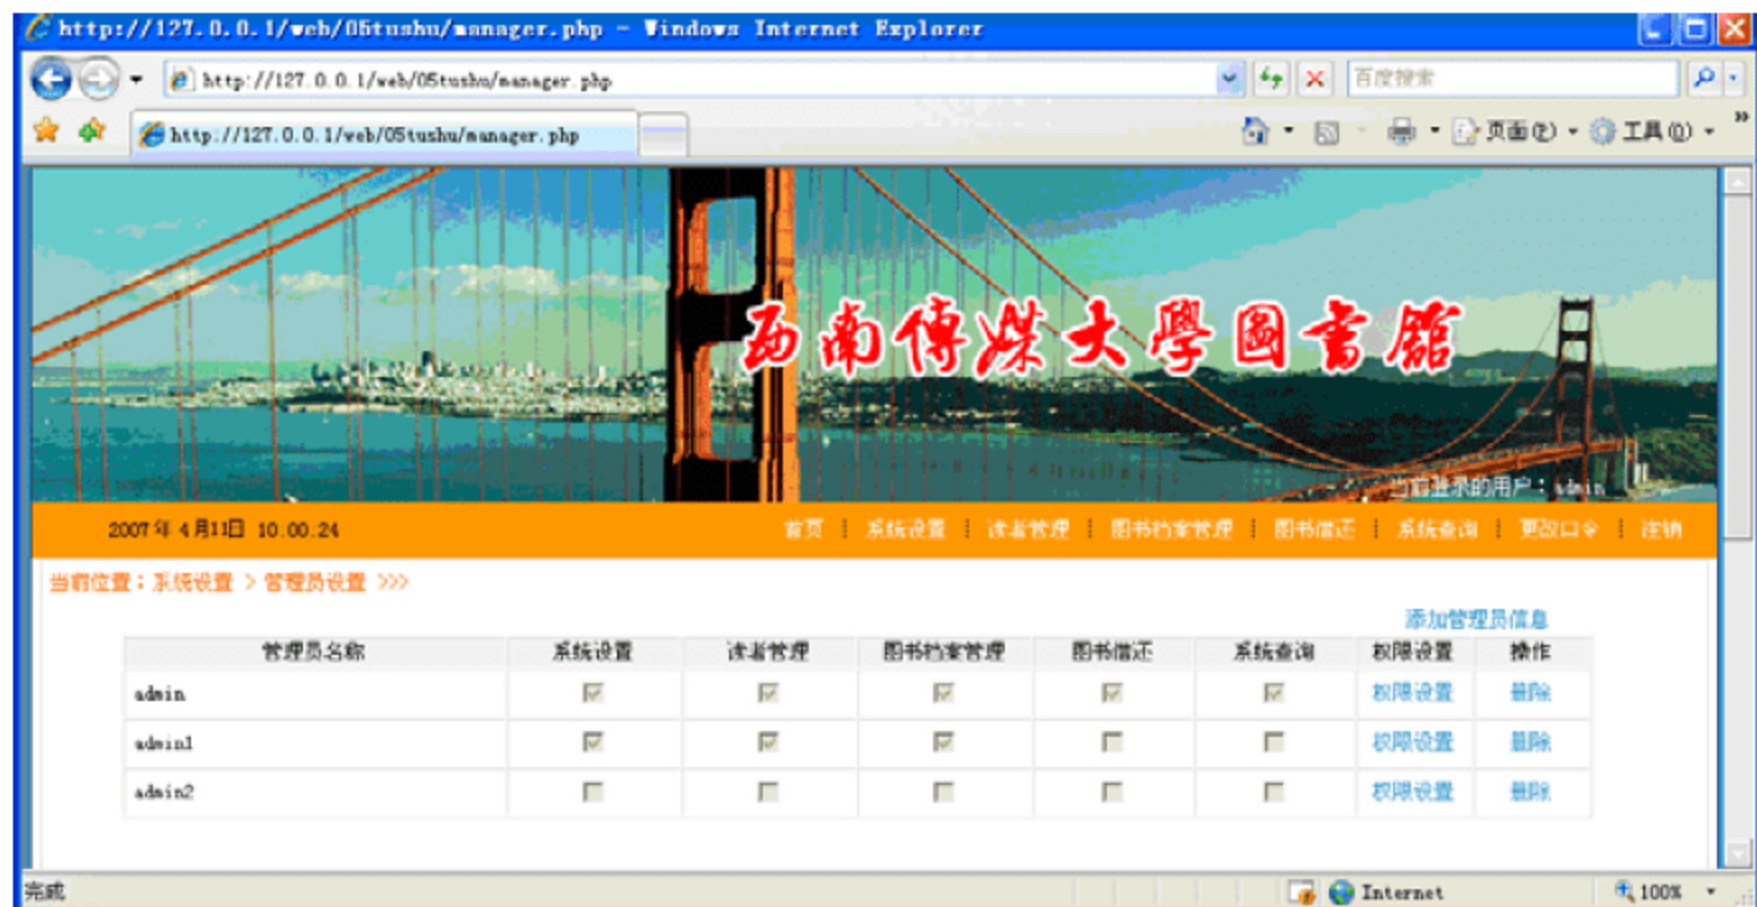 http://127.0.0.1/web/05tushu/manager.php - Windows Internet Explorer
http://127.0.0.1/web/05tushu/manager.php
百度搜索
http://127.0.0.1/web/05tushu/manager.php
页面(P) 工具(O) »
西南傳媒大學圖書館
当前登录的用户：admin
2007年 4月11日 10:00:24
首页 ┊ 系统设置 ┊ 读者管理 ┊ 图书档案管理 ┊ 图书借还 ┊ 系统查询 ┊ 更改口令 ┊ 注销
当前位置：系统设置 > 管理员设置 >>>
添加管理员信息
管理员名称 系统设置 读者管理 图书档案管理 图书借还 系统查询 权限设置 操作
admin 权限设置 删除
admin1 权限设置 删除
admin2 权限设置 删除
完成 Internet 100%